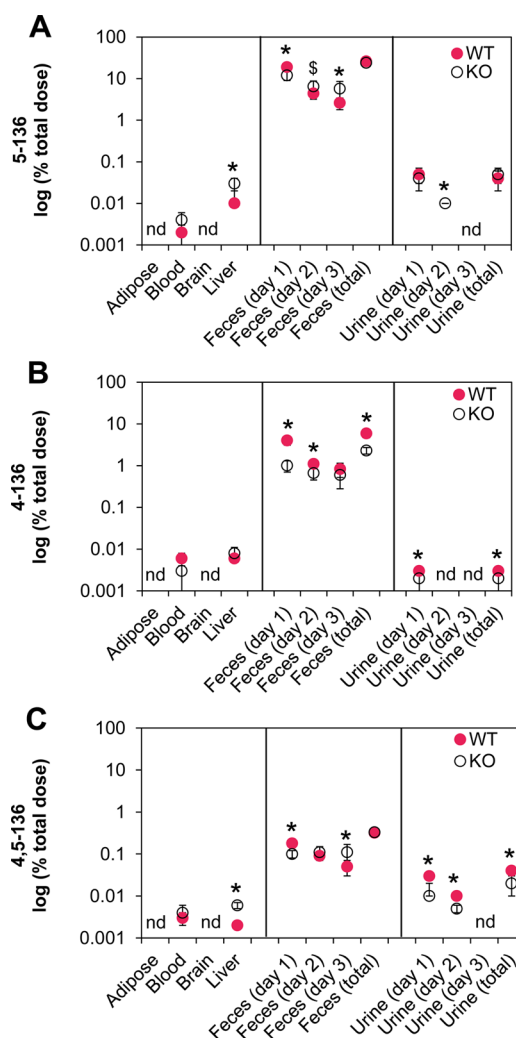 A
5-136
log (% total dose)
100
10
1
0.1
0.01
0.001
WT
KO
* $ *
*
*
nd nd nd
Adipose
Blood
Brain
Liver
Feces (day 1)
Feces (day 2)
Feces (day 3)
Feces (total)
Urine (day 1)
Urine (day 2)
Urine (day 3)
Urine (total)
B
4-136
log (% total dose)
100
10
1
0.1
0.01
0.001
WT
KO
* * *
* *
nd nd nd nd
Adipose
Blood
Brain
Liver
Feces (day 1)
Feces (day 2)
Feces (day 3)
Feces (total)
Urine (day 1)
Urine (day 2)
Urine (day 3)
Urine (total)
C
4,5-136
log (% total dose)
100
10
1
0.1
0.01
0.001
WT
KO
* *
* * * *
nd nd nd
Adipose
Blood
Brain
Liver
Feces (day 1)
Feces (day 2)
Feces (day 3)
Feces (total)
Urine (day 1)
Urine (day 2)
Urine (day 3)
Urine (total)